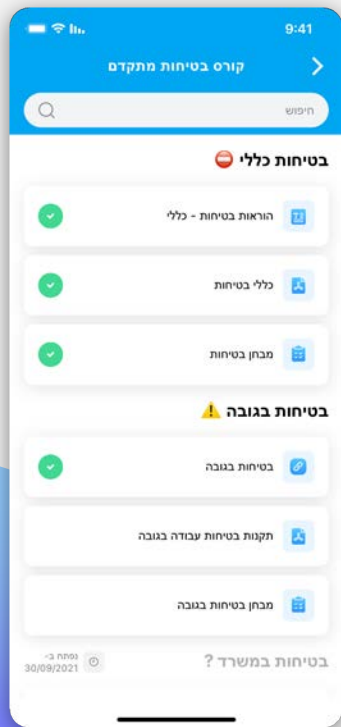 9:41
קורס בטיחות מתקדם
חיפוש
בטיחות כללי
הוראות בטיחות - כללי
כללי בטיחות
מבחן בטיחות
בטיחות בגובה
בטיחות בגובה
תקנות בטיחות עבודה בגובה
מבחן בטיחות בגובה
בטיחות במשרד ?
נפתח ב-
30/09/2021